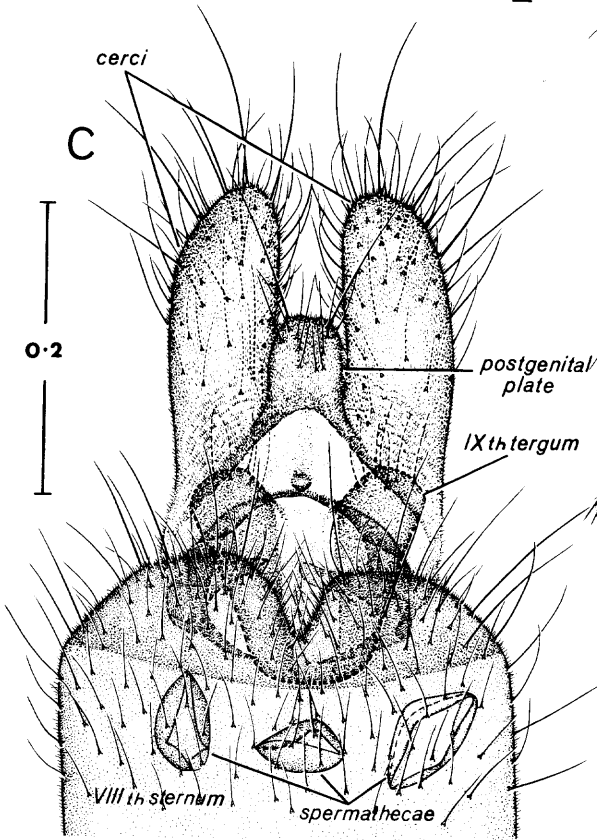 cerci
C
0·2
postgenital
plate
IXth tergum
VIIIth sternum
spermathecae